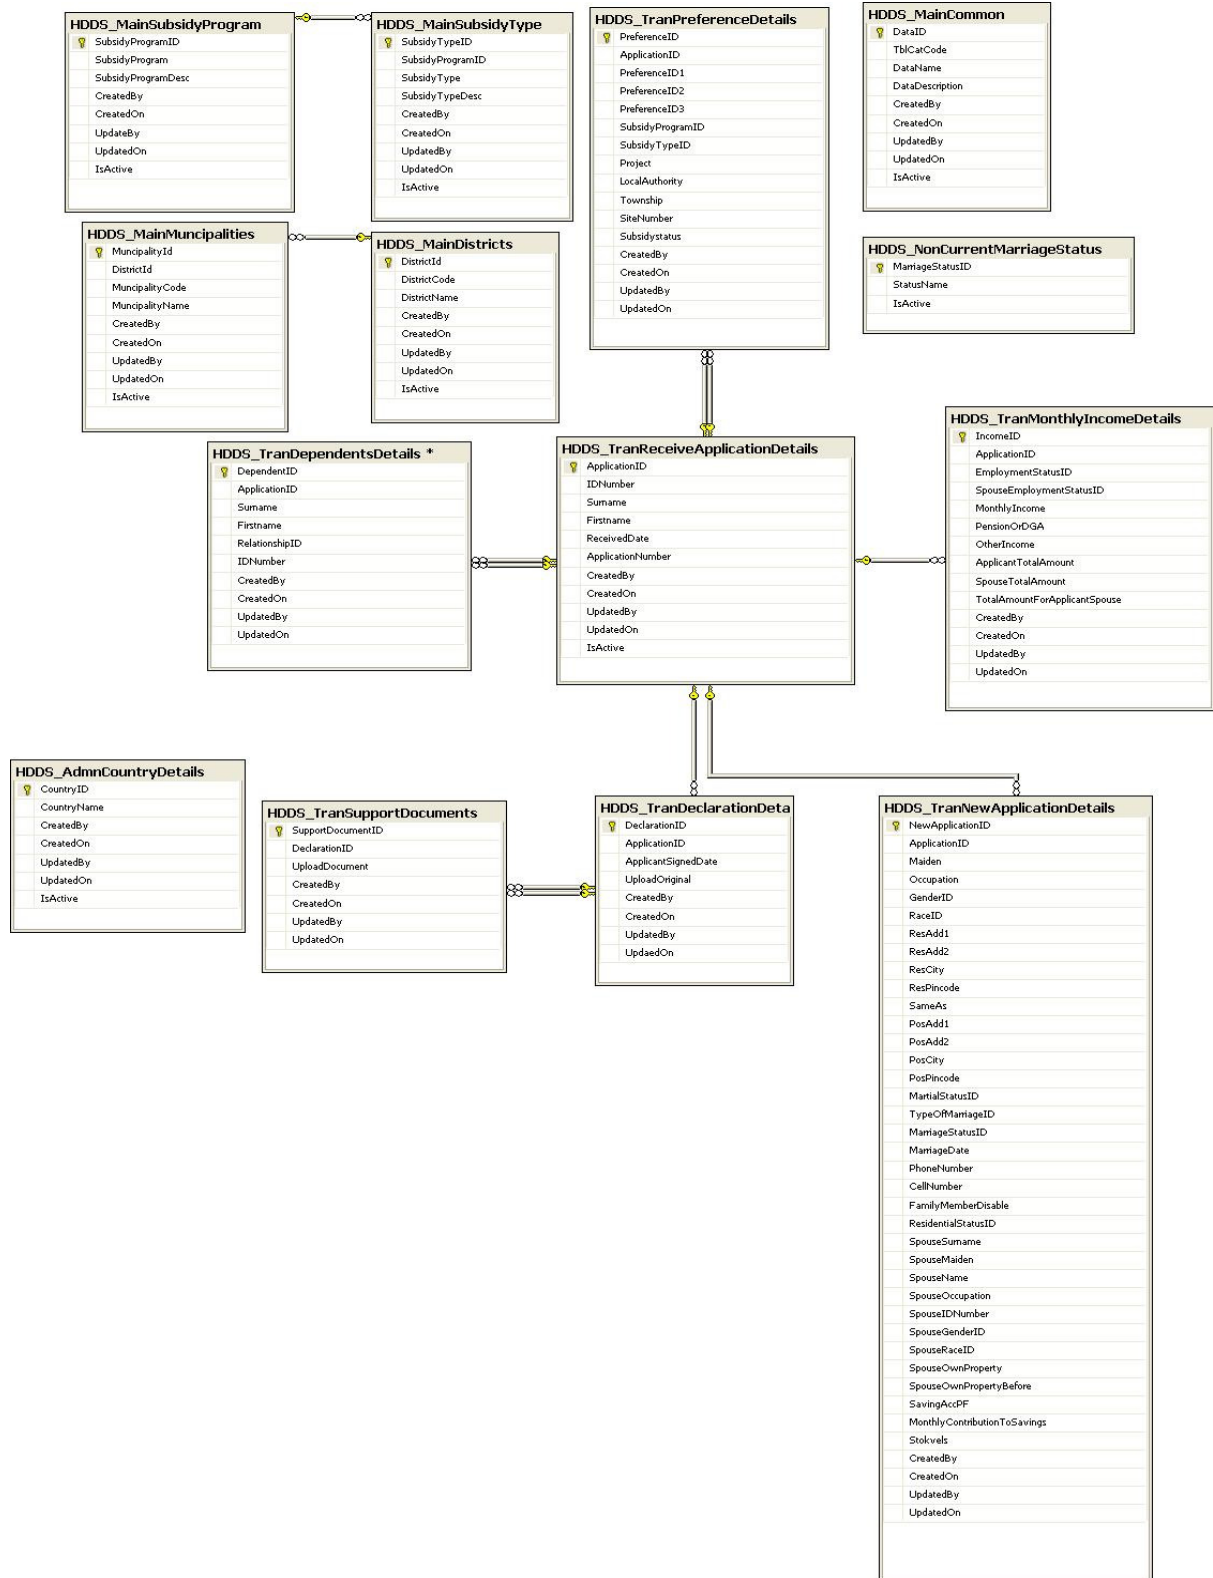 HDDS_MainSubsidyProgram
SubsidyProgramID
SubsidyProgram
SubsidyProgramDesc
CreatedBy
CreatedOn
UpdateBy
UpdatedOn
IsActive
HDDS_MainSubsidyType
SubsidyTypeID
SubsidyProgramID
SubsidyType
SubsidyTypeDesc
CreatedBy
CreatedOn
UpdatedBy
UpdatedOn
IsActive
HDDS_TranPreferenceDetails
PreferenceID
ApplicationID
PreferenceID1
PreferenceID2
PreferenceID3
SubsidyProgramID
SubsidyTypeID
Project
LocalAuthority
Township
SiteNumber
Subsidystatus
CreatedBy
CreatedOn
UpdatedBy
UpdatedOn
HDDS_MainCommon
DataID
TblCatCode
DataName
DataDescription
CreatedBy
CreatedOn
UpdatedBy
UpdatedOn
IsActive
HDDS_MainMuncipalities
MuncipalityId
DistrictId
MuncipalityCode
MuncipalityName
CreatedBy
CreatedOn
UpdatedBy
UpdatedOn
IsActive
HDDS_MainDistricts
DistrictId
DistrictCode
DistrictName
CreatedBy
CreatedOn
UpdatedBy
UpdatedOn
IsActive
HDDS_NonCurrentMarriageStatus
MarriageStatusID
StatusName
IsActive
HDDS_TranDependentsDetails *
DependentID
ApplicationID
Surname
Firstname
RelationshipID
IDNumber
CreatedBy
CreatedOn
UpdatedBy
UpdatedOn
HDDS_TranReceiveApplicationDetails
ApplicationID
IDNumber
Surname
Firstname
ReceivedDate
ApplicationNumber
CreatedBy
CreatedOn
UpdatedBy
UpdatedOn
IsActive
HDDS_TranMonthlyIncomeDetails
IncomeID
ApplicationID
EmploymentStatusID
SpouseEmploymentStatusID
MonthlyIncome
PensionOrDGA
OtherIncome
ApplicantTotalAmount
SpouseTotalAmount
TotalAmountForApplicantSpouse
CreatedBy
CreatedOn
UpdatedBy
UpdatedOn
HDDS_AdmnCountryDetails
CountryID
CountryName
CreatedBy
CreatedOn
UpdatedBy
UpdatedOn
IsActive
HDDS_TranSupportDocuments
SupportDocumentID
DeclarationID
UploadDocument
CreatedBy
CreatedOn
UpdatedBy
UpdatedOn
HDDS_TranDeclarationDeta
DeclarationID
ApplicationID
ApplicantSignedDate
UploadOriginal
CreatedBy
CreatedOn
UpdatedBy
UpdaedOn
HDDS_TranNewApplicationDetails
NewApplicationID
ApplicationID
Maiden
Occupation
GenderID
RaceID
ResAdd1
ResAdd2
ResCity
ResPincode
SameAs
PosAdd1
PosAdd2
PosCity
PosPincode
MartialStatusID
TypeOfMarriageID
MarriageStatusID
MarriageDate
PhoneNumber
CellNumber
FamilyMemberDisable
ResidentialStatusID
SpouseSurname
SpouseMaiden
SpouseName
SpouseOccupation
SpouseIDNumber
SpouseGenderID
SpouseRaceID
SpouseOwnProperty
SpouseOwnPropertyBefore
SavingAccPF
MonthlyContributionToSavings
Stokvels
CreatedBy
CreatedOn
UpdatedBy
UpdatedOn